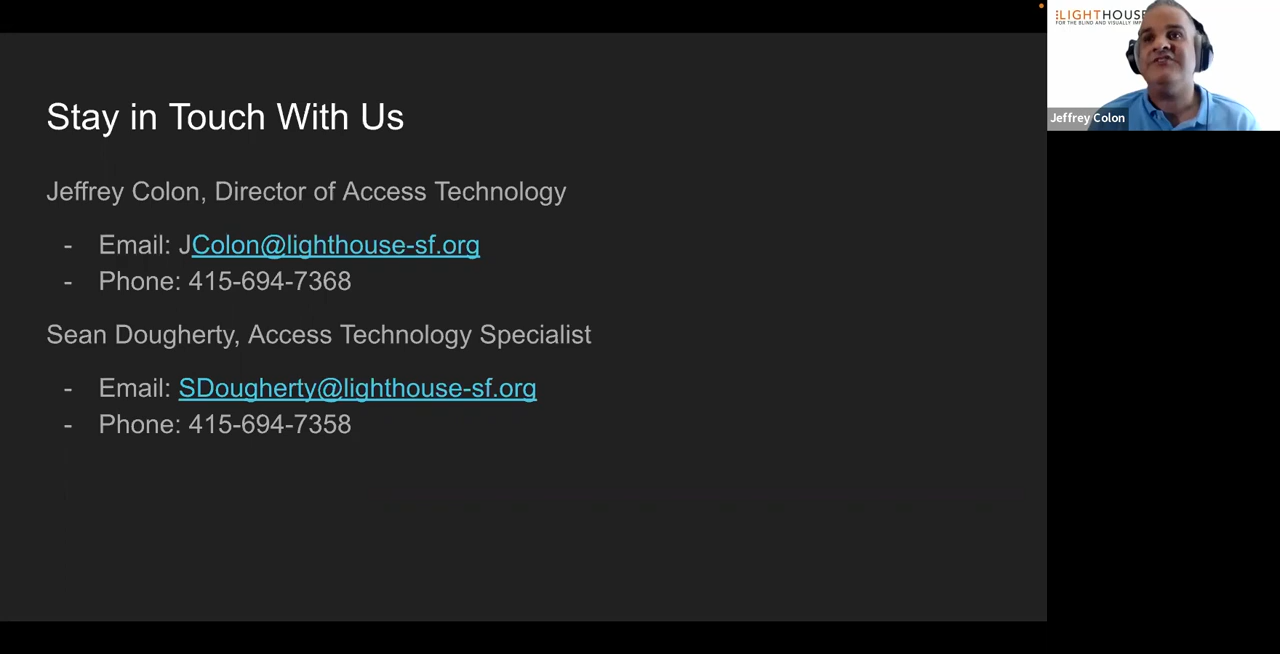 Stay in Touch With Us
Jeffrey Colon, Director of Access Technology
- Email: JColon@lighthouse-sf.org
- Phone: 415-694-7368
Sean Dougherty, Access Technology Specialist
- Email: SDougherty@lighthouse-sf.org
- Phone: 415-694-7358
LIGHTHOUSE
FOR THE BLIND AND VISUALLY
Jeffrey Colon